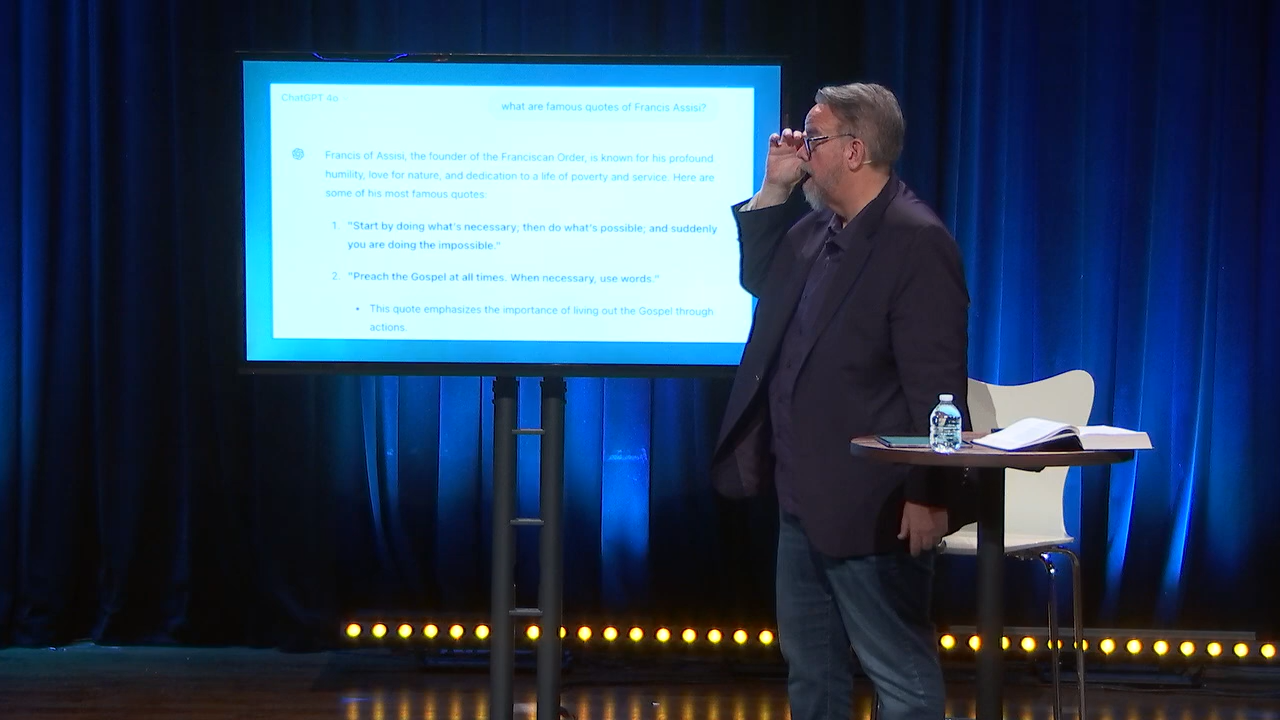 ChatGPT 4o
what are famous quotes of Francis Assisi?
Francis of Assisi, the founder of the Franciscan Order, is known for his profound
humility, love for nature, and dedication to a life of poverty and service. Here are
some of his most famous quotes:
1. "Start by doing what's necessary; then do what's possible; and suddenly
you are doing the impossible."
2. "Preach the Gospel at all times. When necessary, use words."
• This quote emphasizes the importance of living out the Gospel through
actions.